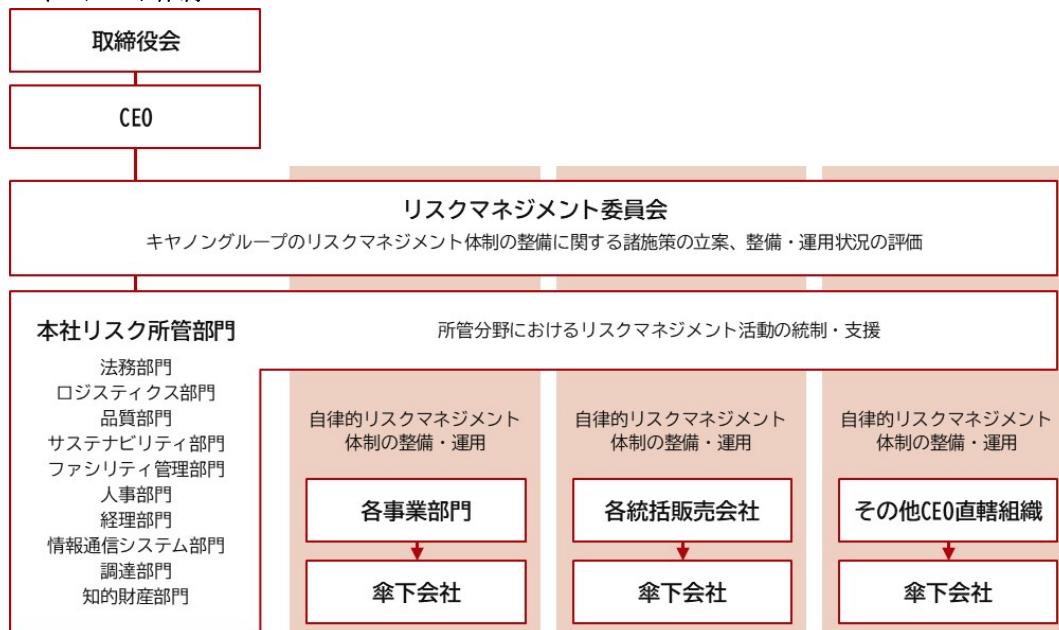 取締役会
CEO
リスクマネジメント委員会
キヤノングループのリスクマネジメント体制の整備に関する諸施策の立案、整備・運用状況の評価
本社リスク所管部門
法務部門
ロジスティクス部門
品質部門
サステナビリティ部門
ファシリティ管理部門
人事部門
経理部門
情報通信システム部門
調達部門
知的財産部門
所管分野におけるリスクマネジメント活動の統制・支援
自律的リスクマネジメント
体制の整備・運用
各事業部門
傘下会社
自律的リスクマネジメント
体制の整備・運用
各統括販売会社
傘下会社
自律的リスクマネジメント
体制の整備・運用
その他CEO直轄組織
傘下会社